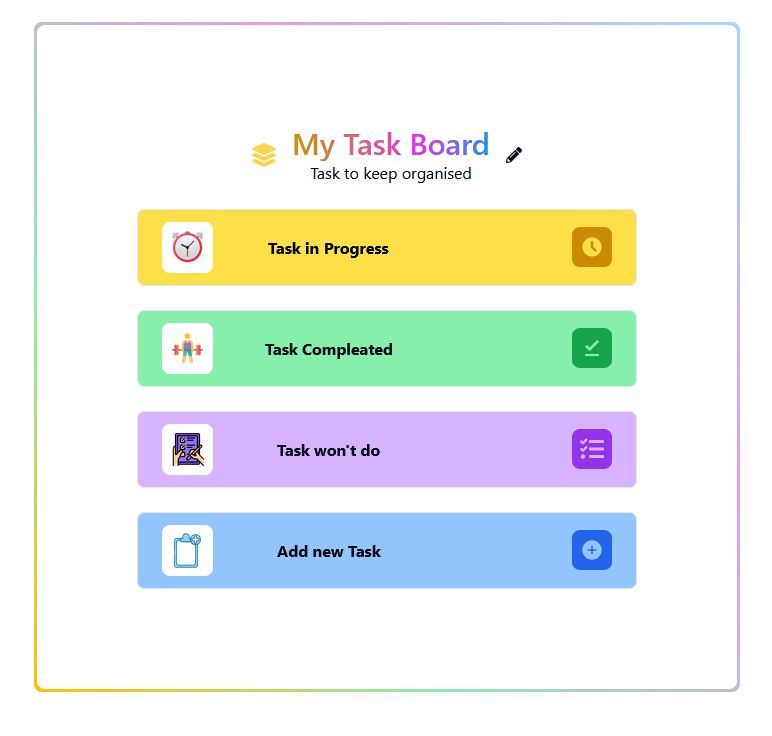 My Task Board
Task to keep organised
Task in Progress
Task Compleated
Task won't do
Add new Task